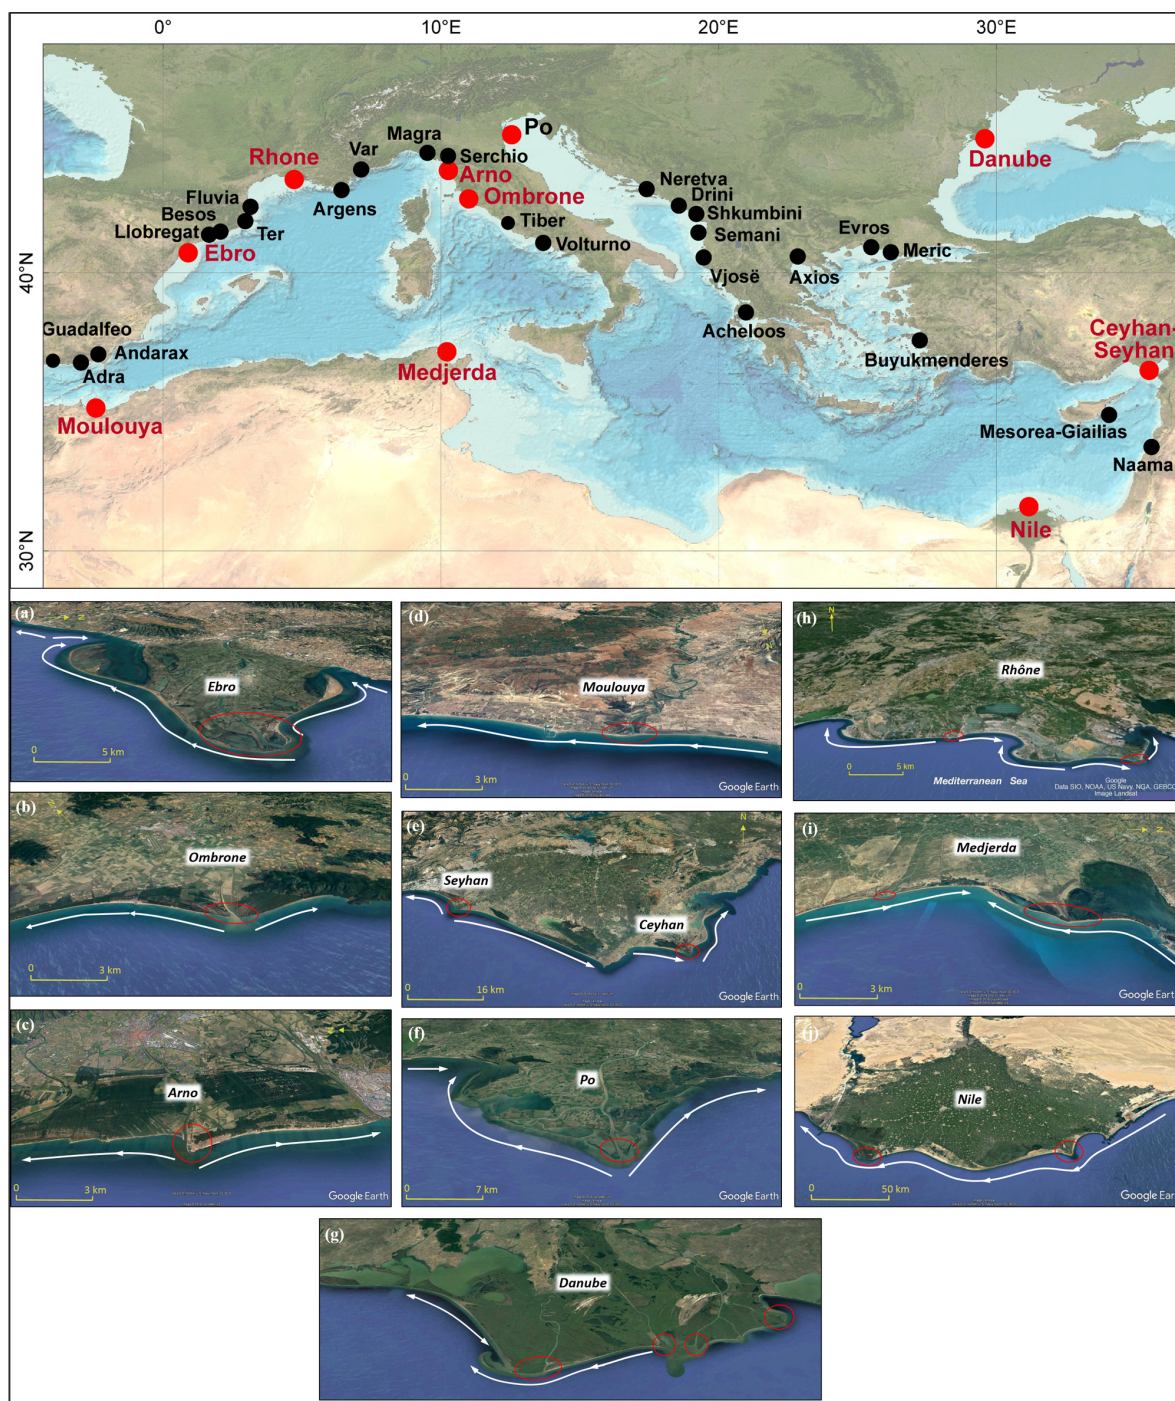 0°
10°E
20°E
30°E
40°N
30°N
Po
Magra
Var
Serchio
Rhone
Arno
Danube
Ombrone
Neretva
Drini
Fluvia
Argens
Shkumbini
Besos
Tiber
Evros
Llobregat
Ter
Semani
Volturno
Meric
Ebro
Vjosë
Axios
Guadalfeo
Acheloos
Ceyhan-
Seyhan
Andarax
Medjerda
Buyukmenderes
Adra
Moulouya
Mesorea-Giailias
Naama
Nile
(a)
N
Ebro
0
5 km
(d)
N
Moulouya
0
3 km
Google Earth
(h)
N
Rhône
0
5 km
Mediterranean Sea
Google
Data SIO, NOAA, US Navy, NGA, GEBCO
Image Landsat
(b)
N
Ombrone
0
3 km
(e)
N
Seyhan
Ceyhan
0
16 km
Google Earth
(i)
N
Medjerda
0
3 km
Google Earth
(c)
N
Arno
0
3 km
Google Earth
(f)
Po
0
7 km
Google Earth
(j)
Nile
0
50 km
Google Earth
(g)
Danube